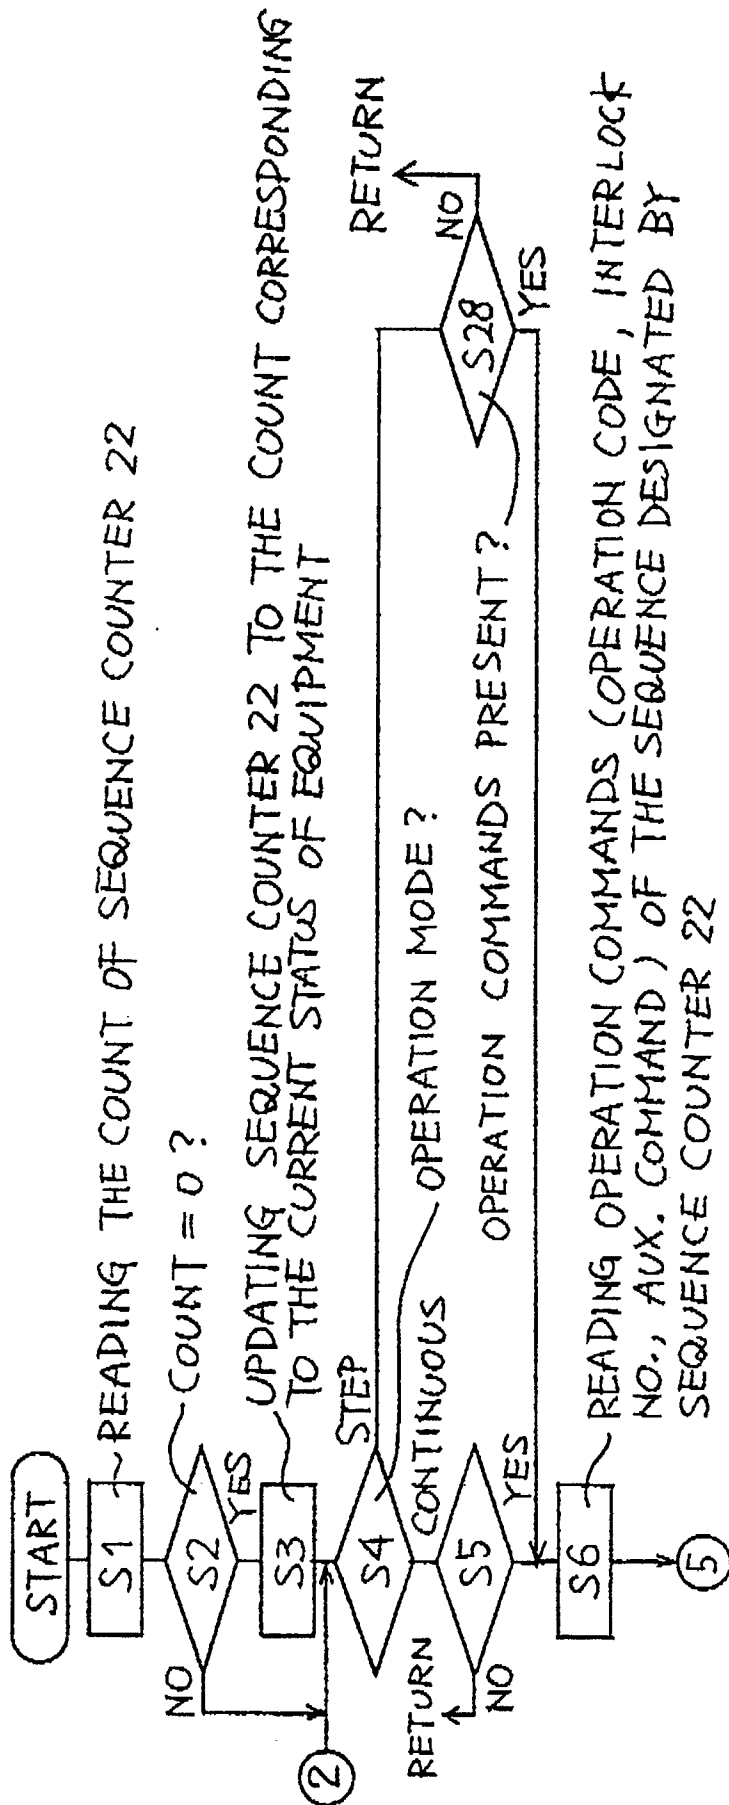 START
S1
READING THE COUNT OF SEQUENCE COUNTER 22
S2
COUNT = 0 ?
NO
YES
S3
UPDATING SEQUENCE COUNTER 22 TO THE COUNT CORRESPONDING
TO THE CURRENT STATUS OF EQUIPMENT
2
S4
STEP
OPERATION MODE ?
CONTINUOUS
S5
RETURN
NO
YES
S28
RETURN
NO
YES
OPERATION COMMANDS PRESENT ?
S6
READING OPERATION COMMANDS (OPERATION CODE, INTERLOCK
NO., AUX. COMMAND) OF THE SEQUENCE DESIGNATED BY
SEQUENCE COUNTER 22
5